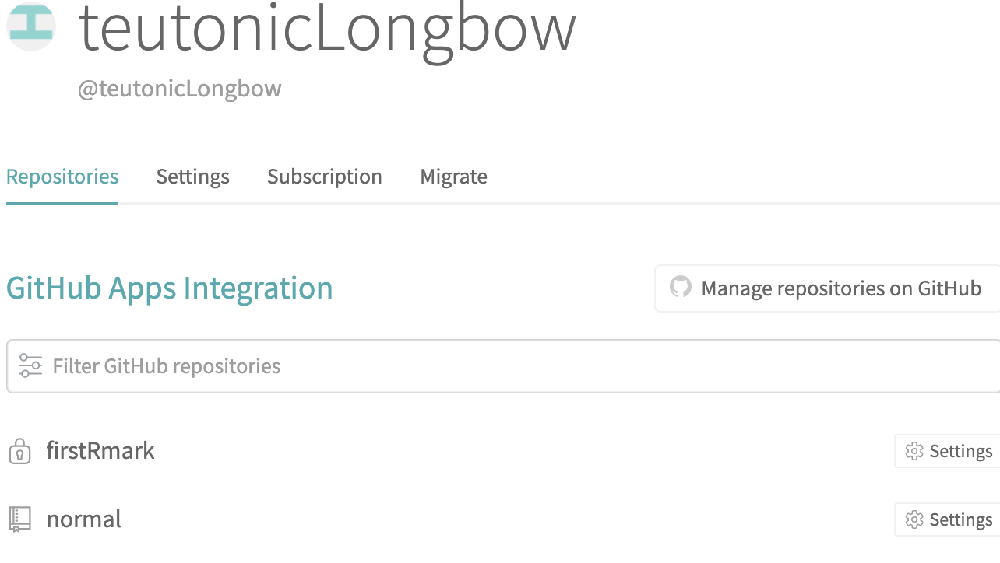 teutonicLongbow
@teutonicLongbow
Repositories Settings Subscription Migrate
GitHub Apps Integration Manage repositories on GitHub
Filter GitHub repositories
firstRmark Settings
normal Settings